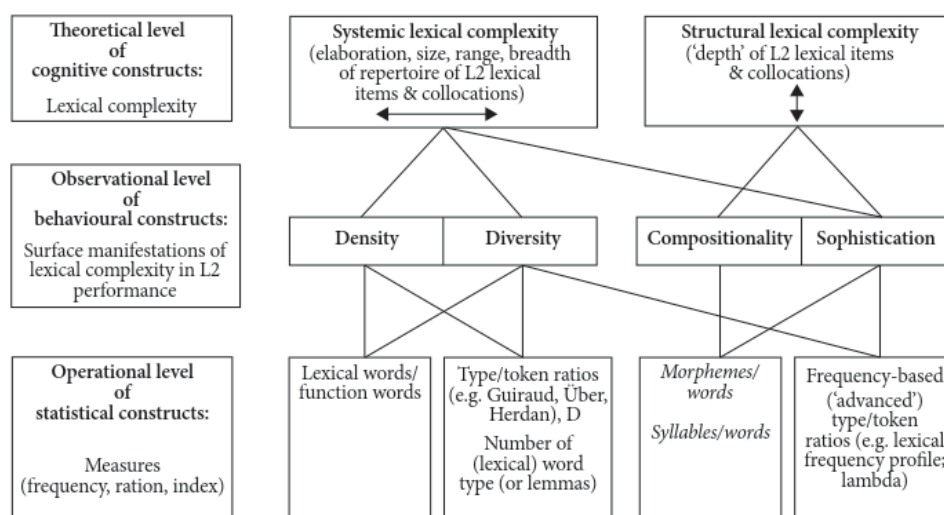 Theoretical level
of
cognitive constructs:
Lexical complexity
Systemic lexical complexity
(elaboration, size, range, breadth
of repertoire of L2 lexical
items & collocations)
Structural lexical complexity
(‘depth’ of L2 lexical items
& collocations)
Observational level
of
behavioural constructs:
Surface manifestations of
lexical complexity in L2
performance
Density
Diversity
Compositionality
Sophistication
Operational level
of
statistical constructs:
Measures
(frequency, ration, index)
Lexical words/
function words
Type/token ratios
(e.g. Guiraud, Über,
Herdan), D
Number of
(lexical) word
type (or lemmas)
Morphemes/
words
Syllables/words
Frequency-based
(‘advanced’)
type/token
ratios (e.g. lexical
frequency profile;
lambda)